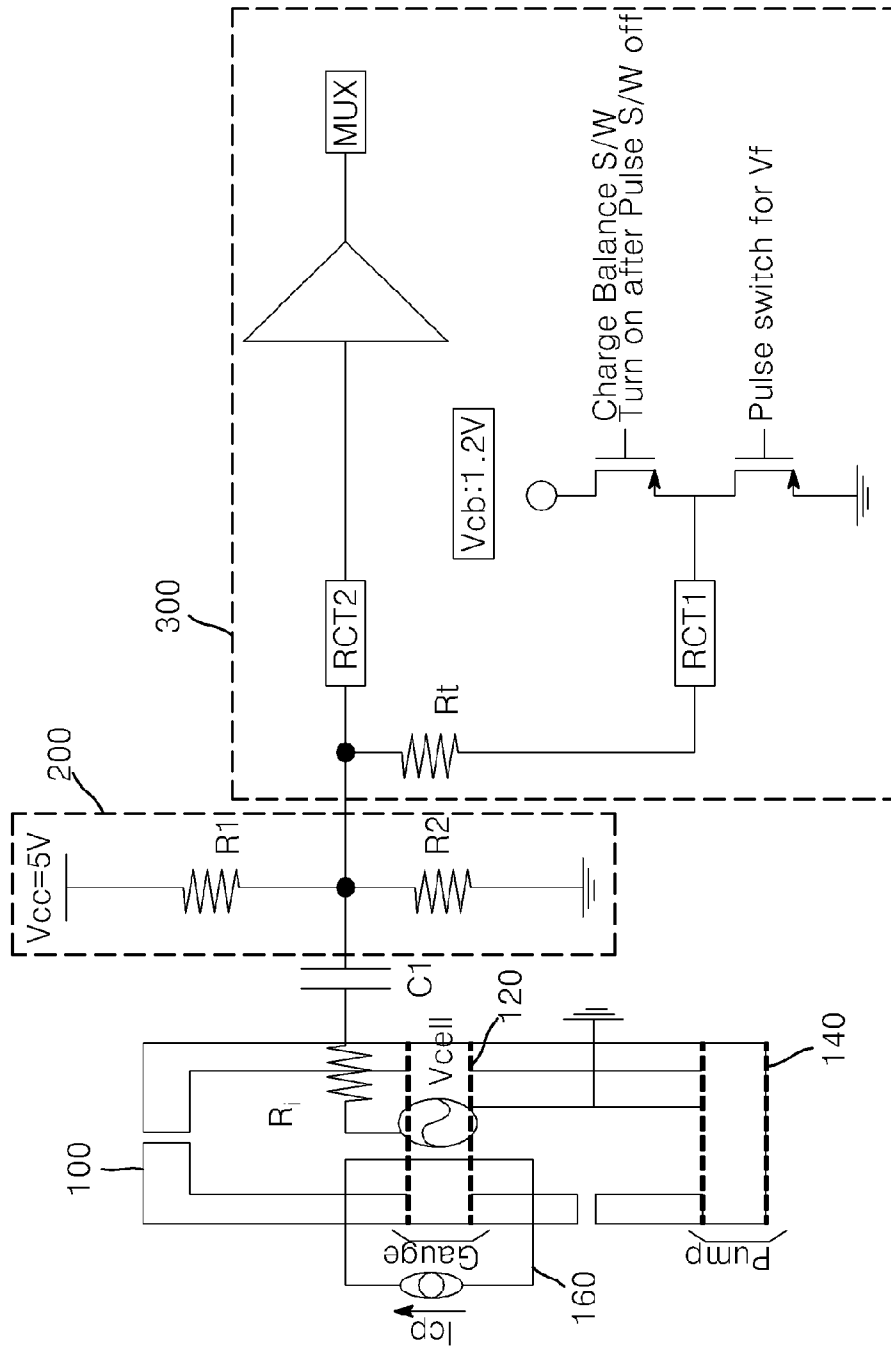 300
200
100
Vcc=5V
R1
R2
C1
Ri
Vcell
120
140
160
Icp
Gauge
Pump
RCT2
MUX
Rt
RCT1
Vcb:1.2V
Charge Balance S/W
Turn on after Pulse S/W off
Pulse switch for Vf